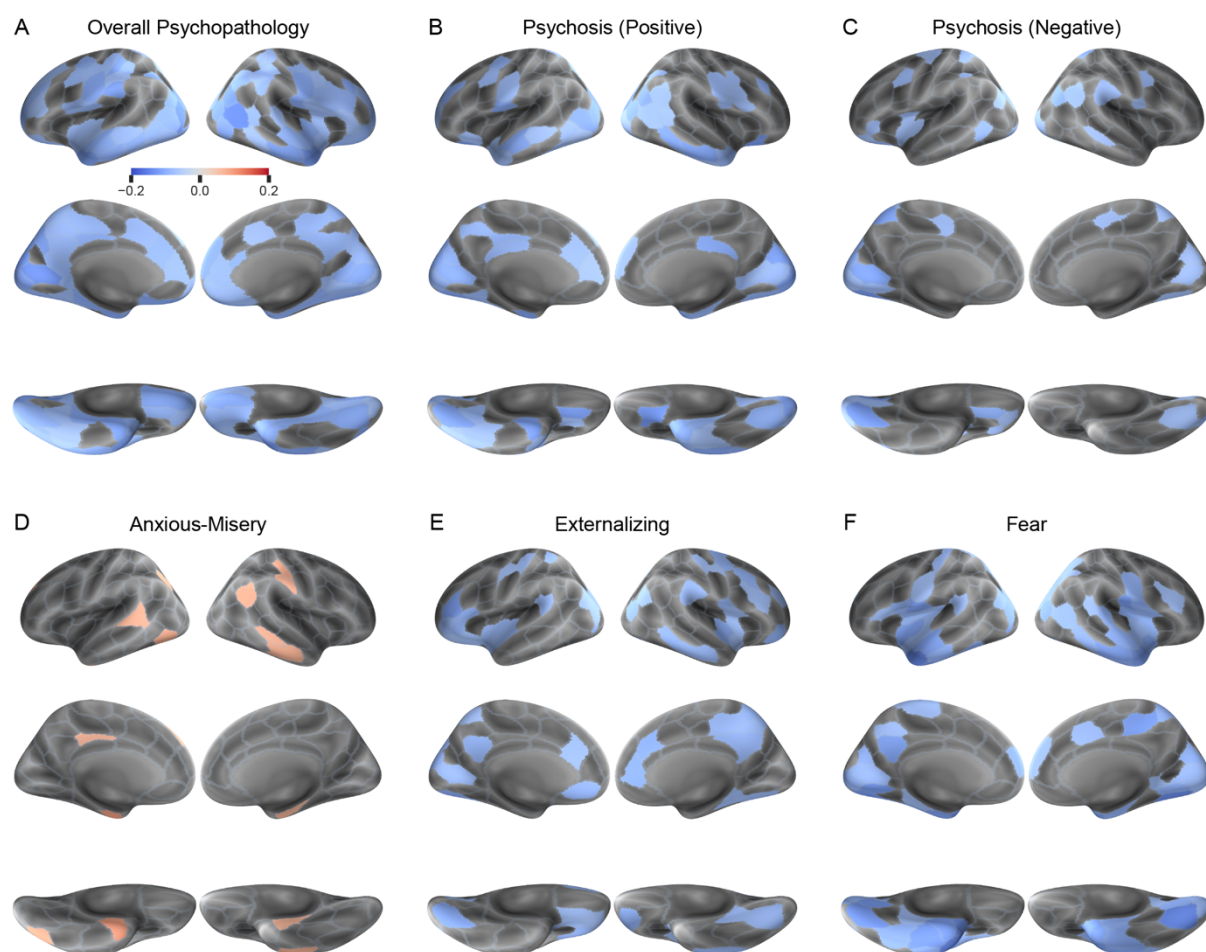 A Overall Psychopathology
B Psychosis (Positive)
C Psychosis (Negative)
−0.2 0.0 0.2
D Anxious-Misery
E Externalizing
F Fear